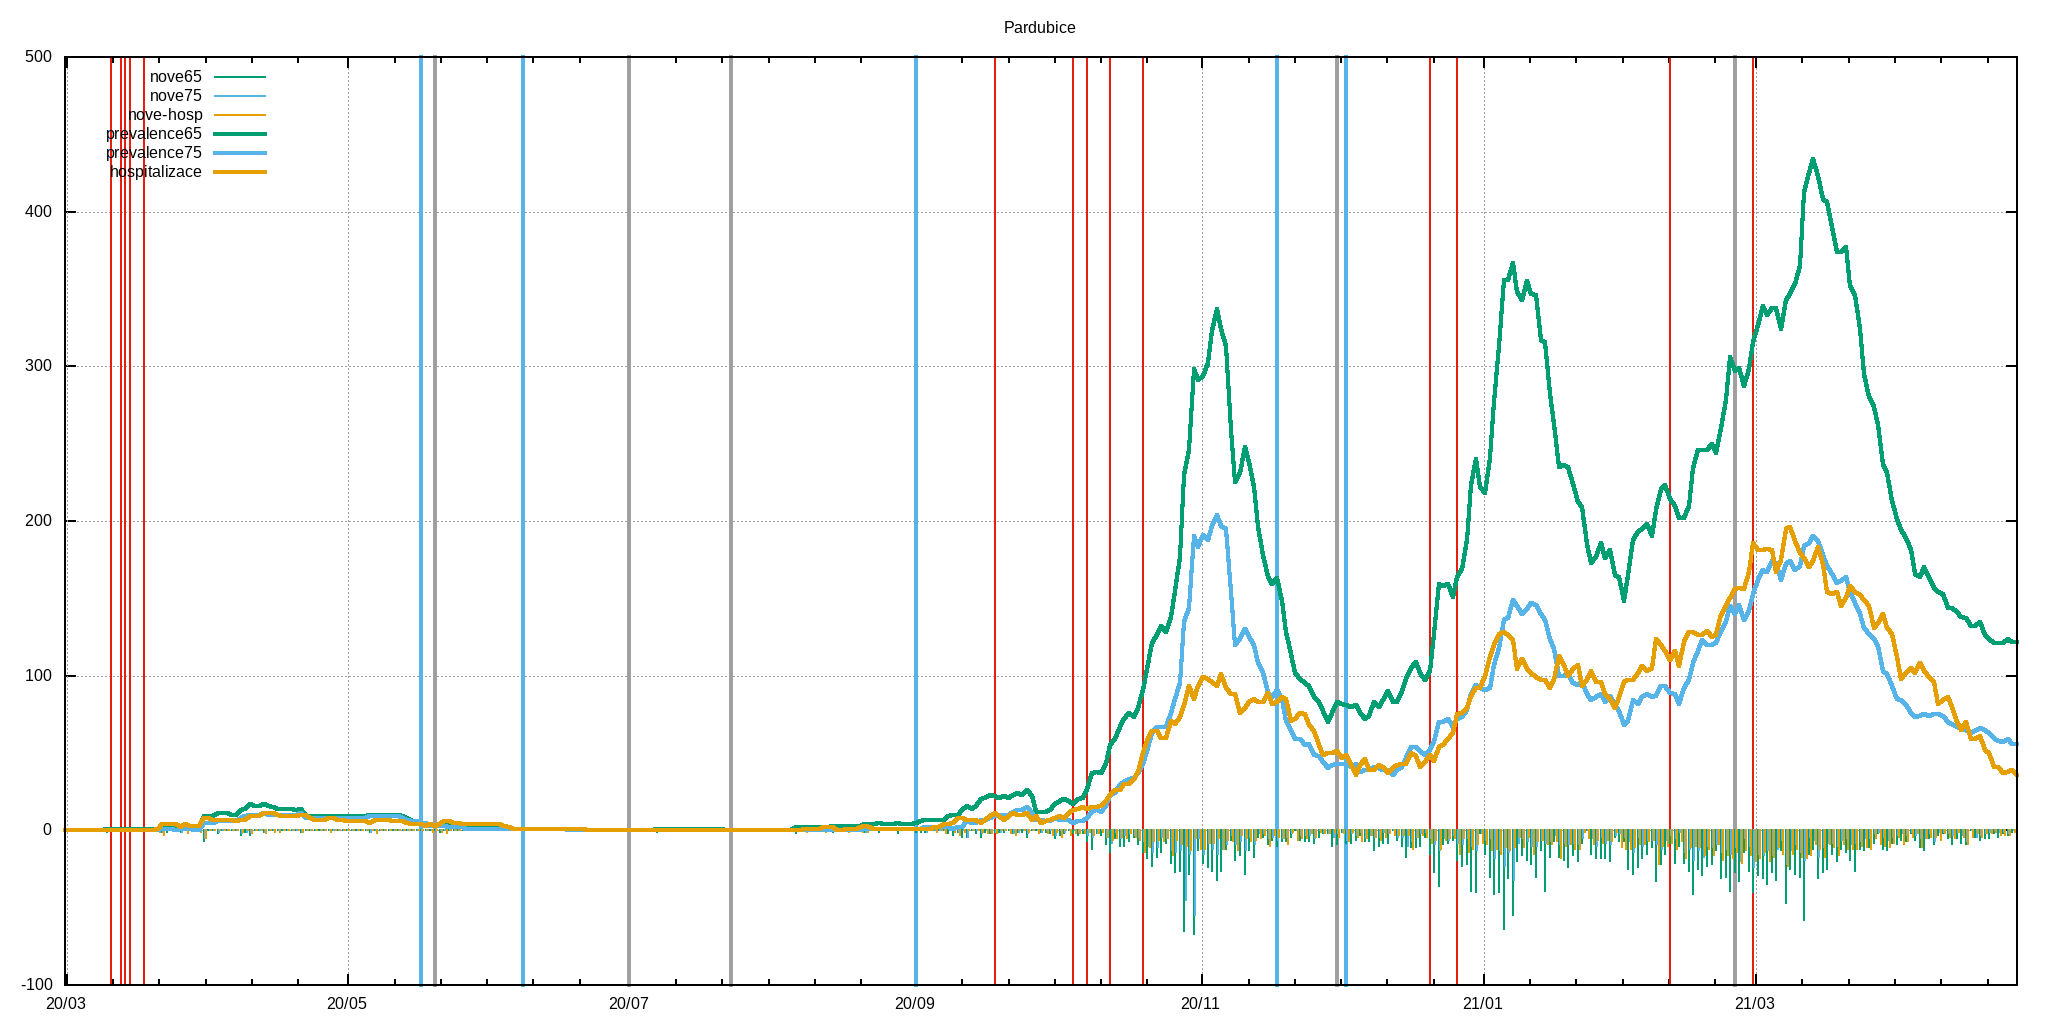 Pardubice
500
400
300
200
100
0
-100
nove65
nove75
nove-hosp
prevalence65
prevalence75
hospitalizace
20/03 20/05 20/07 20/09 20/11 21/01 21/03